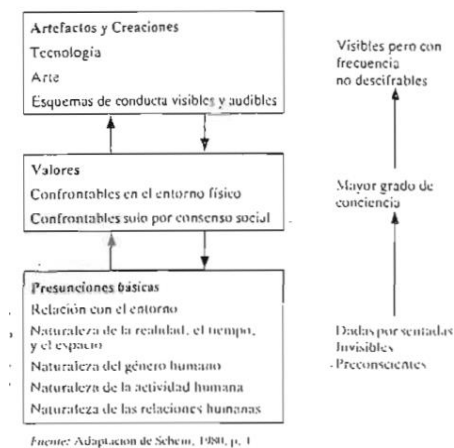 Artefactos y Creaciones
Tecnología
Arte
Esquemas de conducta visibles y audibles
Visibles pero con
frecuencia
no descifrables
Valores
Confrontables en el entorno físico
Confrontables sulo por consenso social
Mayor grado de
conciencia
Presunciones básicas
Relación con el entorno
Naturaleza de la realidad, el tiempo,
y el espacio
Naturaleza del género humano
Naturaleza de la actividad humana
Naturaleza de las relaciones humanas
Dadas por sentadas
Invisibles
Preconscientes
Fuente: Adaptacion de Schein, 1980, p. 1